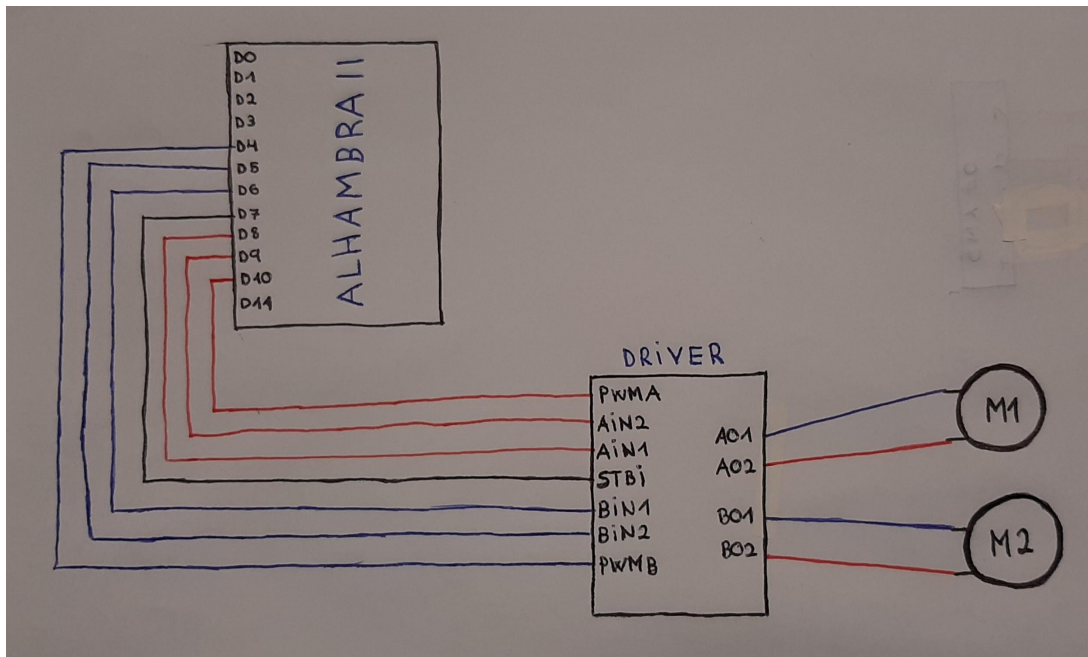 D0
D1
D2
D3
D4
D5
D6
D7
D8
D9
D10
D11
ALHAMBRA II
DRiVER
PWMA
AiN2
AiN1
STBi
BiN1
BiN2
PWMB
AO1
AO2
BO1
BO2
M1
M2